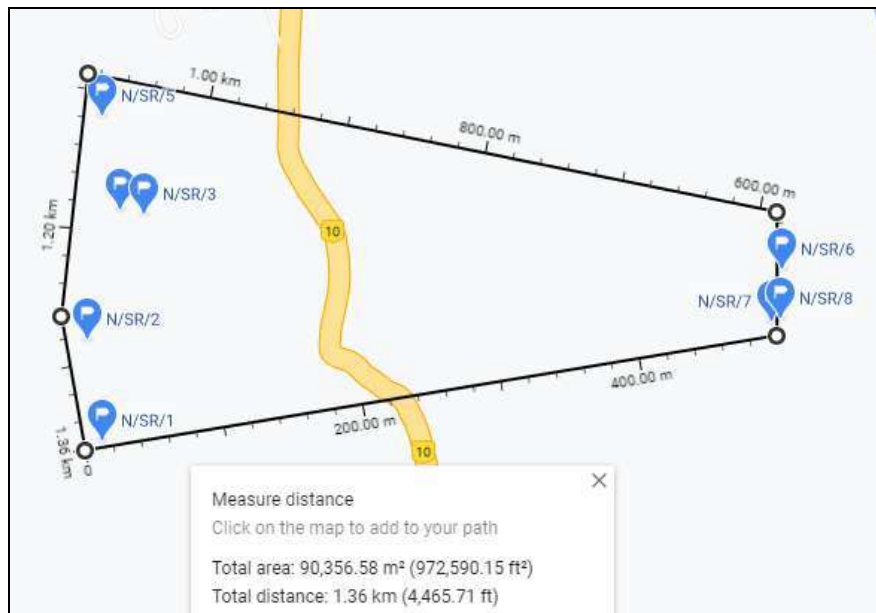 1.00 km
N/SR/5
800.00 m
600.00 m
N/SR/3
1.20 km
10
N/SR/6
N/SR/7
N/SR/8
N/SR/2
400.00 m
N/SR/1
200.00 m
1.36 km
0
10
Measure distance
Click on the map to add to your path
Total area: 90,356.58 m² (972,590.15 ft²)
Total distance: 1.36 km (4,465.71 ft)